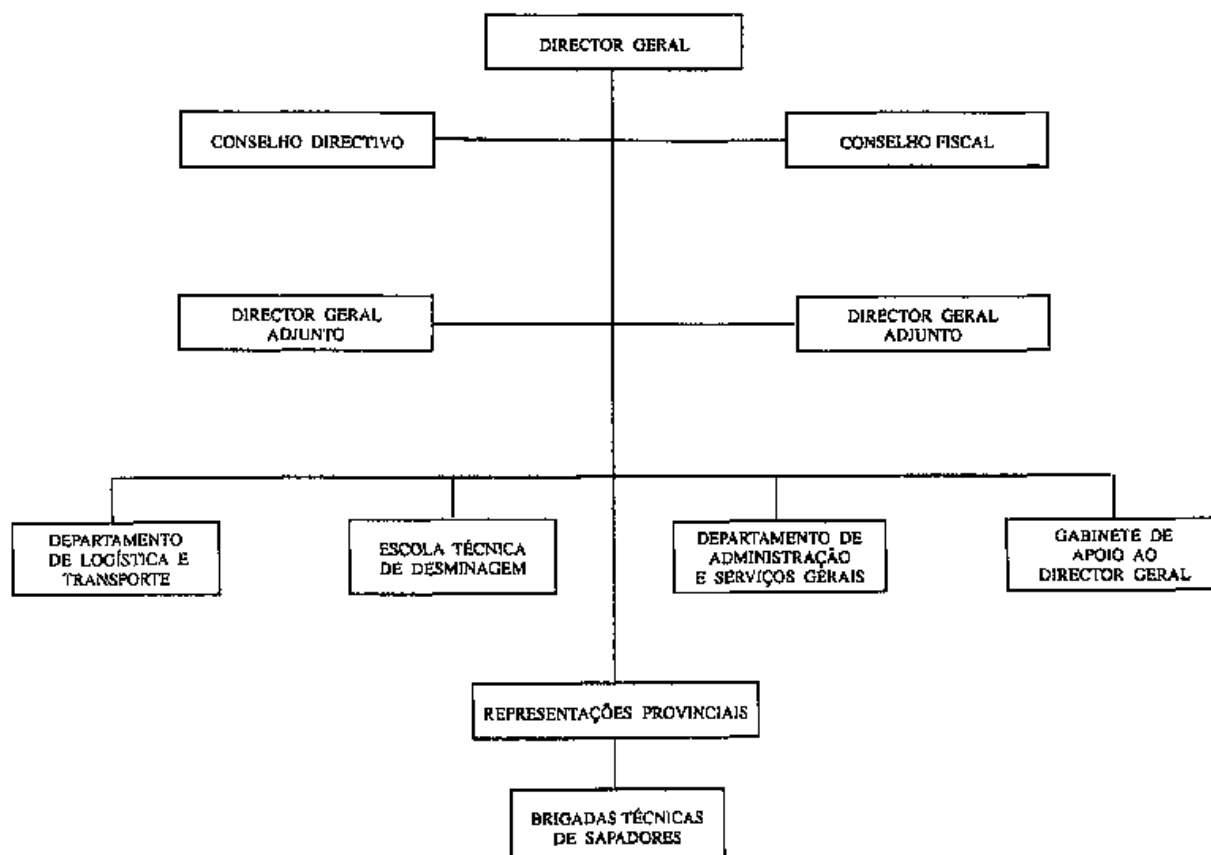 DIRECTOR GERAL
CONSELHO DIRECTIVO
CONSELHO FISCAL
DIRECTOR GERAL
ADJUNTO
DIRECTOR GERAL
ADJUNTO
DEPARTAMENTO
DE LOGÍSTICA E
TRANSPORTE
ESCOLA TÉCNICA
DE DESMINAGEM
DEPARTAMENTO DE
ADMINISTRAÇÃO
E SERVIÇOS GERAIS
GABINETE DE
APOIO AO
DIRECTOR GERAL
REPRESENTAÇÕES PROVINCIAIS
BRIGADAS TÉCNICAS
DE SAPADORES